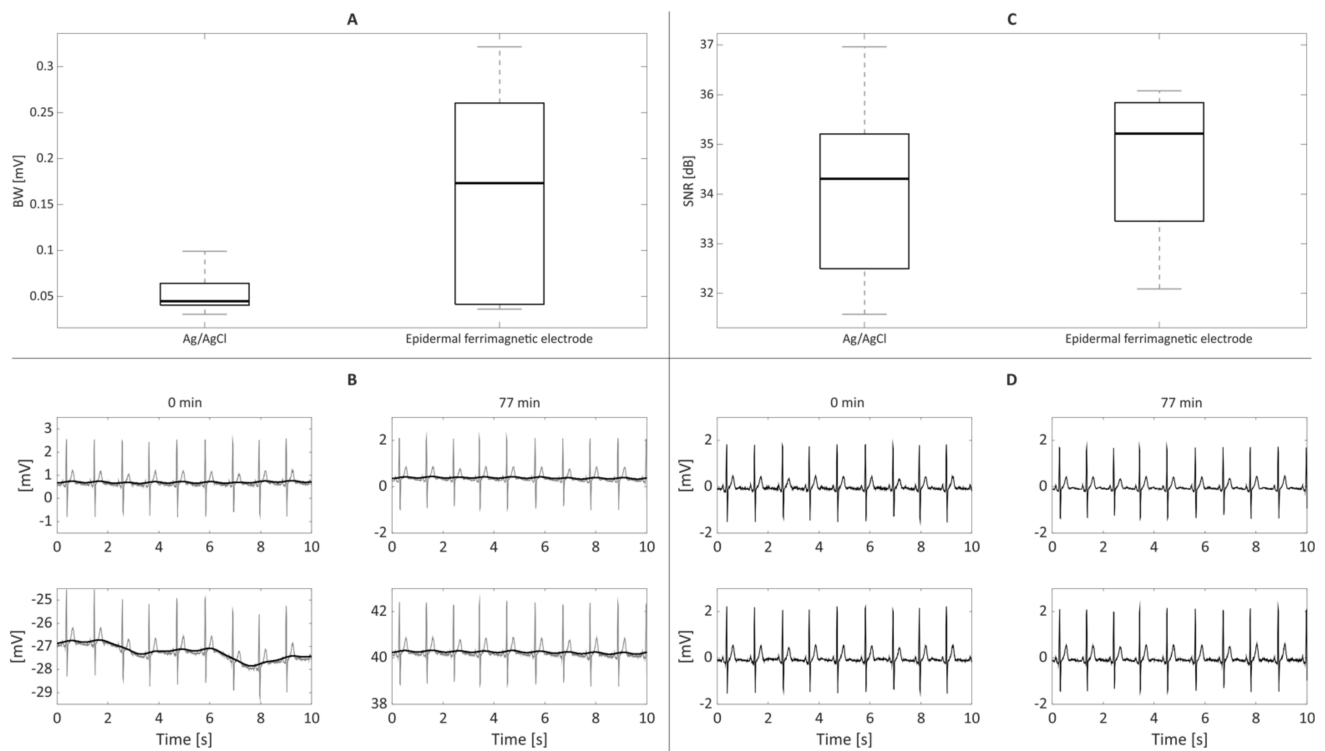 A
BW [mV]
0.3
0.25
0.2
0.15
0.1
0.05
Ag/AgCl Epidermal ferrimagnetic electrode
C
SNR [dB]
37
36
35
34
33
32
Ag/AgCl Epidermal ferrimagnetic electrode
B
0 min
[mV]
3
2
1
0
-1
0 2 4 6 8 10
77 min
2
0
-2
0 2 4 6 8 10
[mV]
-25
-26
-27
-28
-29
0 2 4 6 8 10
Time [s]
42
40
38
0 2 4 6 8 10
Time [s]
D
0 min
[mV]
2
0
-2
0 2 4 6 8 10
77 min
2
0
-2
0 2 4 6 8 10
[mV]
2
0
-2
0 2 4 6 8 10
Time [s]
2
0
-2
0 2 4 6 8 10
Time [s]